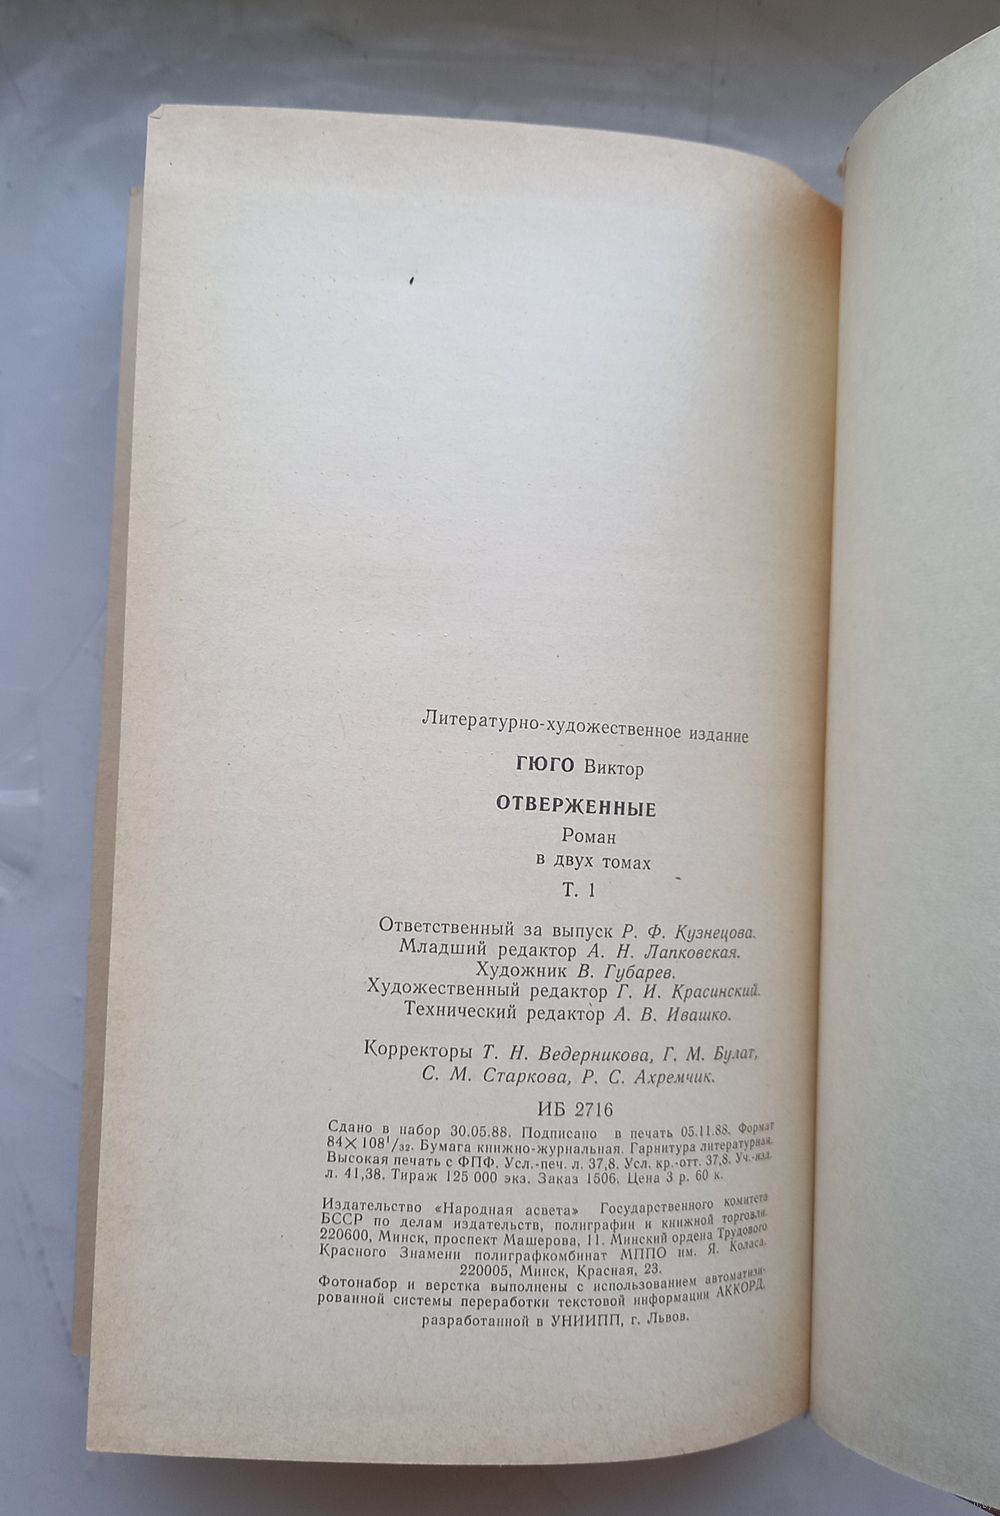 Литературно-художественное издание
ГЮГО Виктор
ОТВЕРЖЕННЫЕ
Роман
в двух томах
Т. 1
Ответственный за выпуск Р. Ф. Кузнецова.
Младший редактор А. Н. Лапковская.
Художник В. Губарев.
Художественный редактор Г. И. Красинский.
Технический редактор А. В. Ивашко.
Корректоры Т. Н. Ведерникова, Г. М. Булат,
С. М. Старкова, Р. С. Ахремчик.
ИБ 2716
Сдано в набор 30.05.88. Подписано в печать 05.11.88. Формат
84×108¹/₃₂. Бумага книжно-журнальная. Гарнитура литературная.
Высокая печать с ФПФ. Усл.-печ. л. 37,8. Усл. кр.-отт. 37,8. Уч.-изд.
л. 41,38. Тираж 125 000 экз. Заказ 1506. Цена 3 р. 60 к.
Издательство «Народная асвета» Государственного комитета
БССР по делам издательств, полиграфии и книжной торговли.
220600, Минск, проспект Машерова, 11. Минский ордена Трудового
Красного Знамени полиграфкомбинат МППО им. Я. Коласа.
220005, Минск, Красная, 23.
Фотонабор и верстка выполнены с использованием автоматизи-
рованной системы переработки текстовой информации АККОРД,
разработанной в УНИИПП, г. Львов.